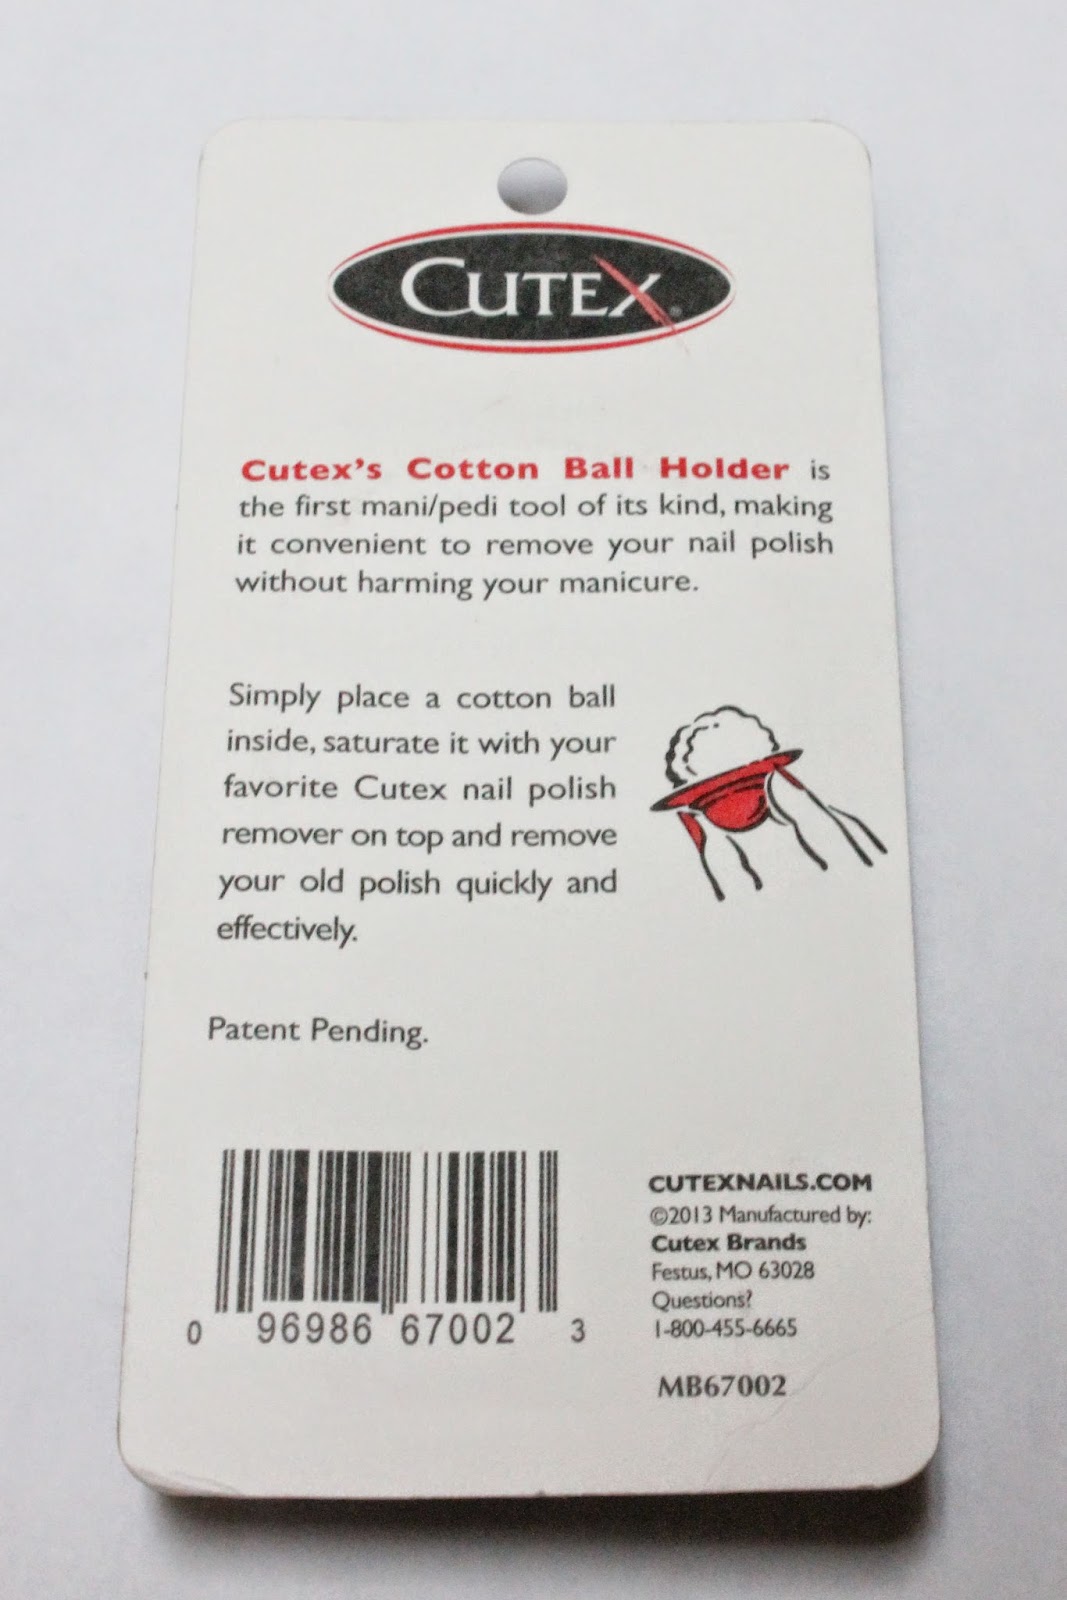 CUTEX®
Cutex's Cotton Ball Holder is
the first mani/pedi tool of its kind, making
it convenient to remove your nail polish
without harming your manicure.
Simply place a cotton ball
inside, saturate it with your
favorite Cutex nail polish
remover on top and remove
your old polish quickly and
effectively.
Patent Pending.
0 96986 67002 3
CUTEXNAILS.COM
©2013 Manufactured by:
Cutex Brands
Festus, MO 63028
Questions?
1-800-455-6665
MB67002